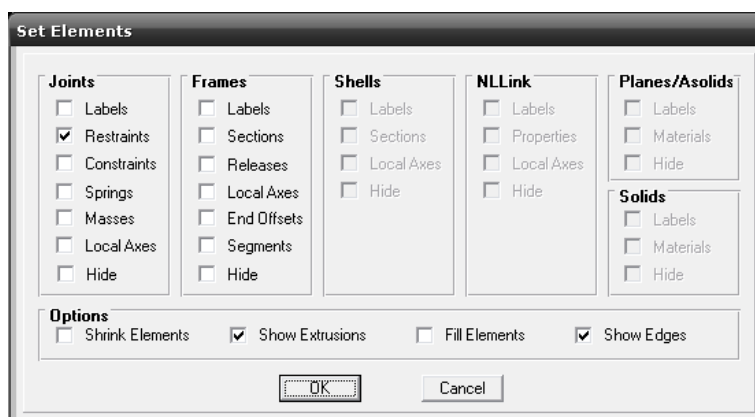 Set Elements
Joints
Labels
Restraints
Constraints
Springs
Masses
Local Axes
Hide
Frames
Labels
Sections
Releases
Local Axes
End Offsets
Segments
Hide
Shells
Labels
Sections
Local Axes
Hide
NLLink
Labels
Properties
Local Axes
Hide
Planes/Asolids
Labels
Materials
Hide
Solids
Labels
Materials
Hide
Options
Shrink Elements
Show Extrusions
Fill Elements
Show Edges
OK
Cancel